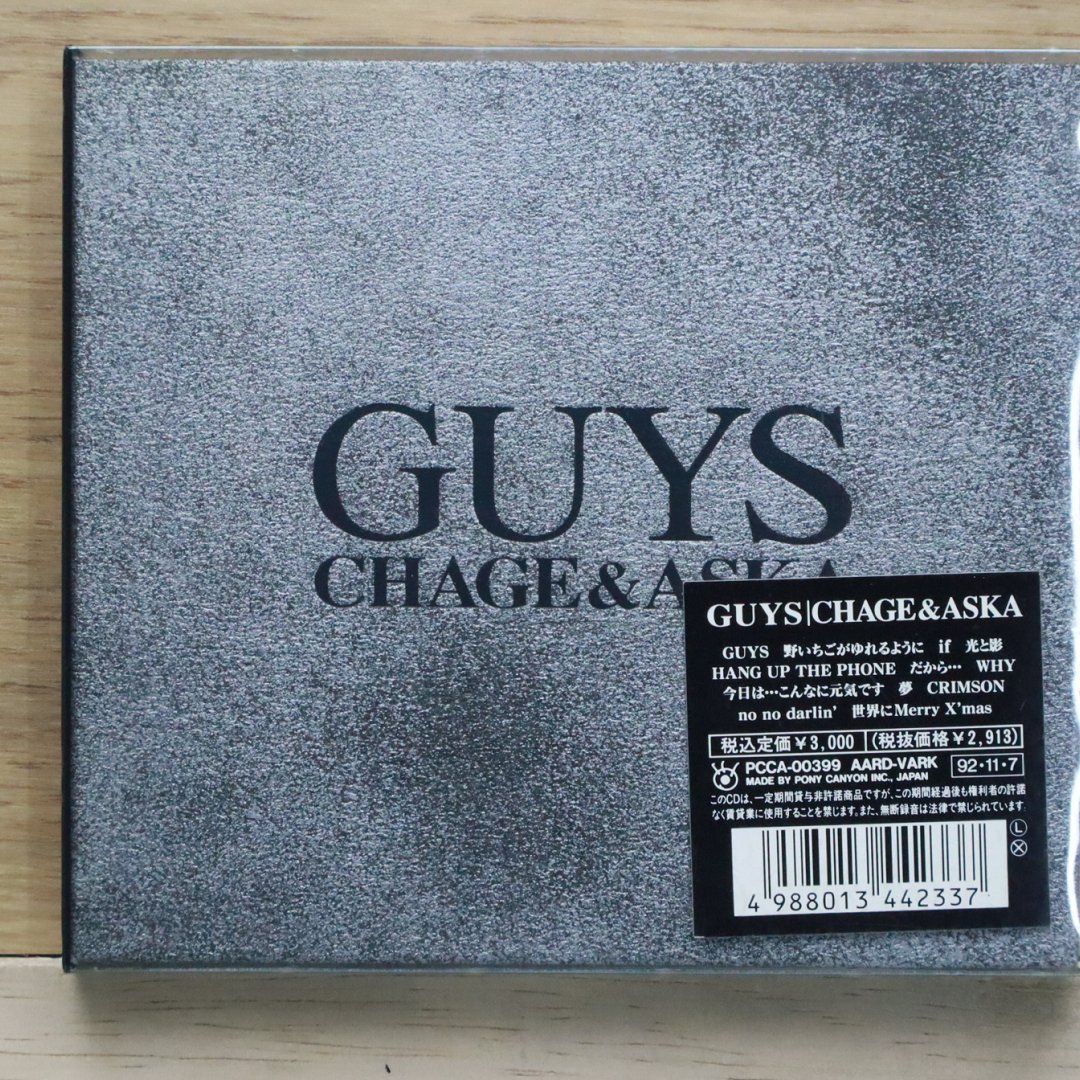 GUYS
CHAGE&ASKA
GUYS|CHAGE&ASKA
GUYS 野いちごがゆれるように if 光と影
HANG UP THE PHONE だから… WHY
今日は…こんなに元気です 夢 CRIMSON
no no darlin' 世界にMerry X'mas
税込定価¥3,000 (税抜価格¥2,913)
PCCA-00399 AARD-VARK 92・11・7
MADE BY PONY CANYON INC., JAPAN
このCDは、一定期間貸与非許諾商品ですが、この期間経過後も権利者の許諾
なく賃貸業に使用することを禁じます。また、無断録音は法律で禁じられています。
L
X
4 988013 442337